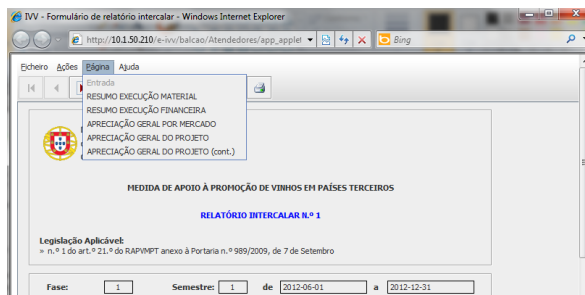 IVV - Formulário de relatório intercalar - Windows Internet Explorer
http://10.1.50.210/e-ivv/balcao/Atendedores/app_applet
Bing
Ficheiro Ações Página Ajuda
Entrada
RESUMO EXECUÇÃO MATERIAL
RESUMO EXECUÇÃO FINANCEIRA
APRECIAÇÃO GERAL POR MERCADO
APRECIAÇÃO GERAL DO PROJETO
APRECIAÇÃO GERAL DO PROJETO (cont.)
MEDIDA DE APOIO À PROMOÇÃO DE VINHOS EM PAÍSES TERCEIROS
RELATÓRIO INTERCALAR N.º 1
Legislação Aplicável:
» n.º 1 do art.º 21.º do RAPVMPT anexo à Portaria n.º 989/2009, de 7 de Setembro
Fase: 1 Semestre: 1 de 2012-06-01 a 2012-12-31